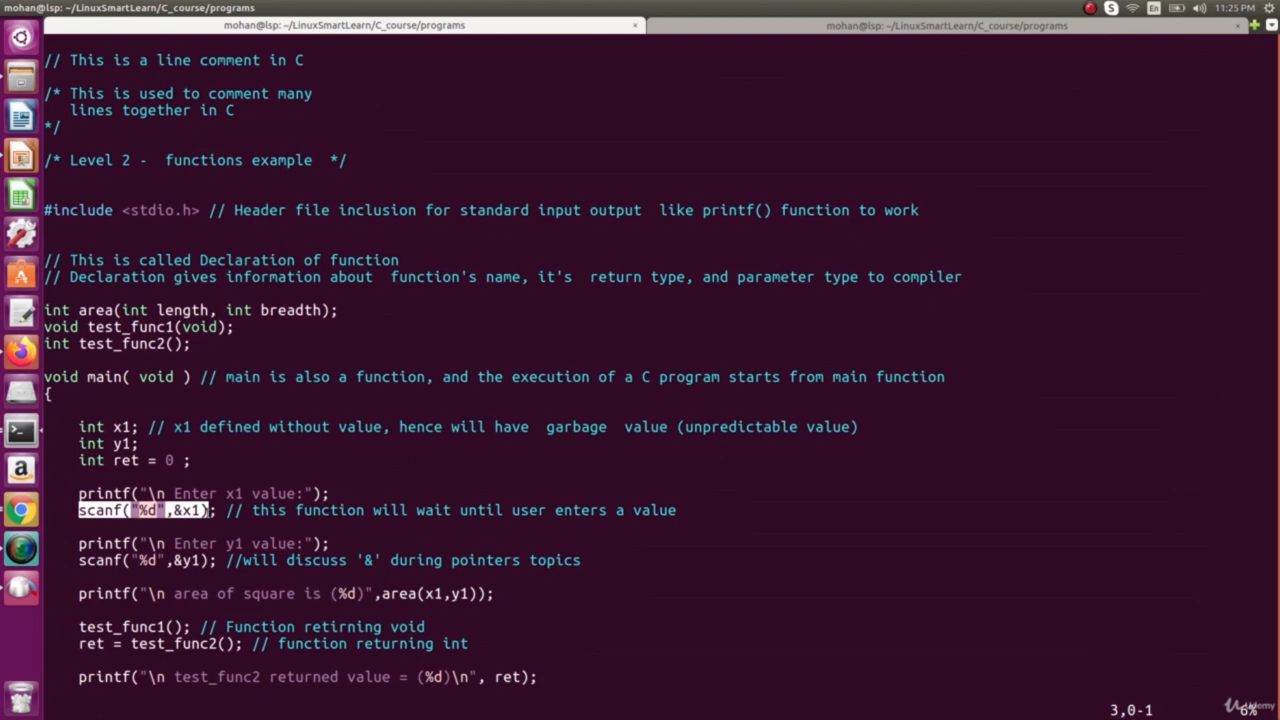 mohan@lsp: ~/LinuxSmartLearn/C_course/programs
En
11:25 PM
mohan@lsp: ~/LinuxSmartLearn/C_course/programs
mohan@lsp: ~/LinuxSmartLearn/C_course/programs
// This is a line comment in C
/* This is used to comment many
lines together in C
*/
/* Level 2 -  functions example  */
#include <stdio.h> // Header file inclusion for standard input output  like printf() function to work
// This is called Declaration of function
// Declaration gives information about  function's name, it's  return type, and parameter type to compiler
int area(int length, int breadth);
void test_func1(void);
int test_func2();
void main( void ) // main is also a function, and the execution of a C program starts from main function
{
int x1; // x1 defined without value, hence will have  garbage  value (unpredictable value)
int y1;
int ret = 0 ;
printf("\n Enter x1 value:");
scanf("%d",&x1); // this function will wait until user enters a value
printf("\n Enter y1 value:");
scanf("%d",&y1); //will discuss '&' during pointers topics
printf("\n area of square is (%d)",area(x1,y1));
test_func1(); // Function retirning void
ret = test_func2(); // function returning int
printf("\n test_func2 returned value = (%d)\n", ret);
3,0-1
6%
Udemy